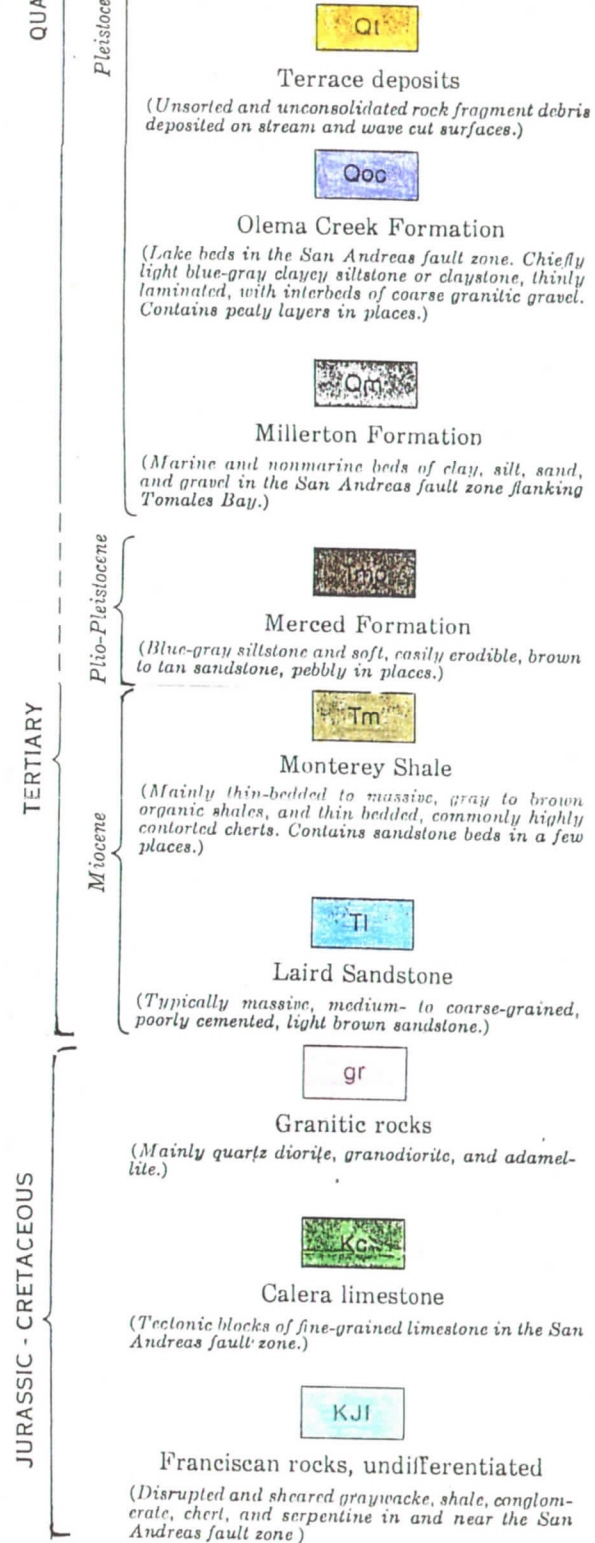 QUA
Pleistoce
Qt
Terrace deposits
(Unsorted and unconsolidated rock fragment debris
deposited on stream and wave cut surfaces.)
Qoc
Olema Creek Formation
(Lake beds in the San Andreas fault zone. Chiefly
light blue-gray clayey siltstone or claystone, thinly
laminated, with interbeds of coarse granitic gravel.
Contains peaty layers in places.)
Qm
Millerton Formation
(Marine and nonmarine beds of clay, silt, sand,
and gravel in the San Andreas fault zone flanking
Tomales Bay.)
Plio-Pleistocene
Merced Formation
(Blue-gray siltstone and soft, easily erodible, brown
to tan sandstone, pebbly in places.)
TERTIARY
Miocene
Tm
Monterey Shale
(Mainly thin-bedded to massive, gray to brown
organic shales, and thin bedded, commonly highly
contorted cherts. Contains sandstone beds in a few
places.)
Tl
Laird Sandstone
(Typically massive, medium- to coarse-grained,
poorly cemented, light brown sandstone.)
JURASSIC - CRETACEOUS
gr
Granitic rocks
(Mainly quartz diorite, granodiorite, and adamel-
lite.)
Kc
Calera limestone
(Tectonic blocks of fine-grained limestone in the San
Andreas fault zone.)
KJf
Franciscan rocks, undifferentiated
(Disrupted and sheared graywacke, shale, conglom-
erate, chert, and serpentine in and near the San
Andreas fault zone)